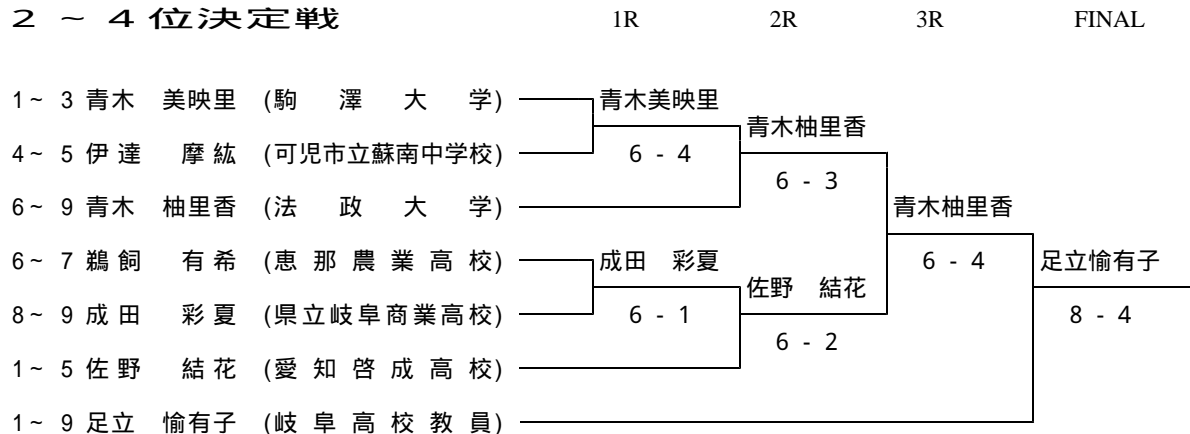 ２～４位決定戦 1R 2R 3R FINAL
1~ 3 青木 美映里 (駒澤大学) 青木美映里
青木柚里香
4~ 5 伊達 摩紘 (可児市立蘇南中学校) 6 - 4
6 - 3
6~ 9 青木 柚里香 (法政大学) 青木柚里香
6~ 7 鵜飼 有希 (恵那農業高校) 成田 彩夏 6 - 4 足立愉有子
佐野 結花
8~ 9 成田 彩夏 (県立岐阜商業高校) 6 - 1 8 - 4
6 - 2
1~ 5 佐野 結花 (愛知啓成高校)
1~ 9 足立 愉有子 (岐阜高校教員)